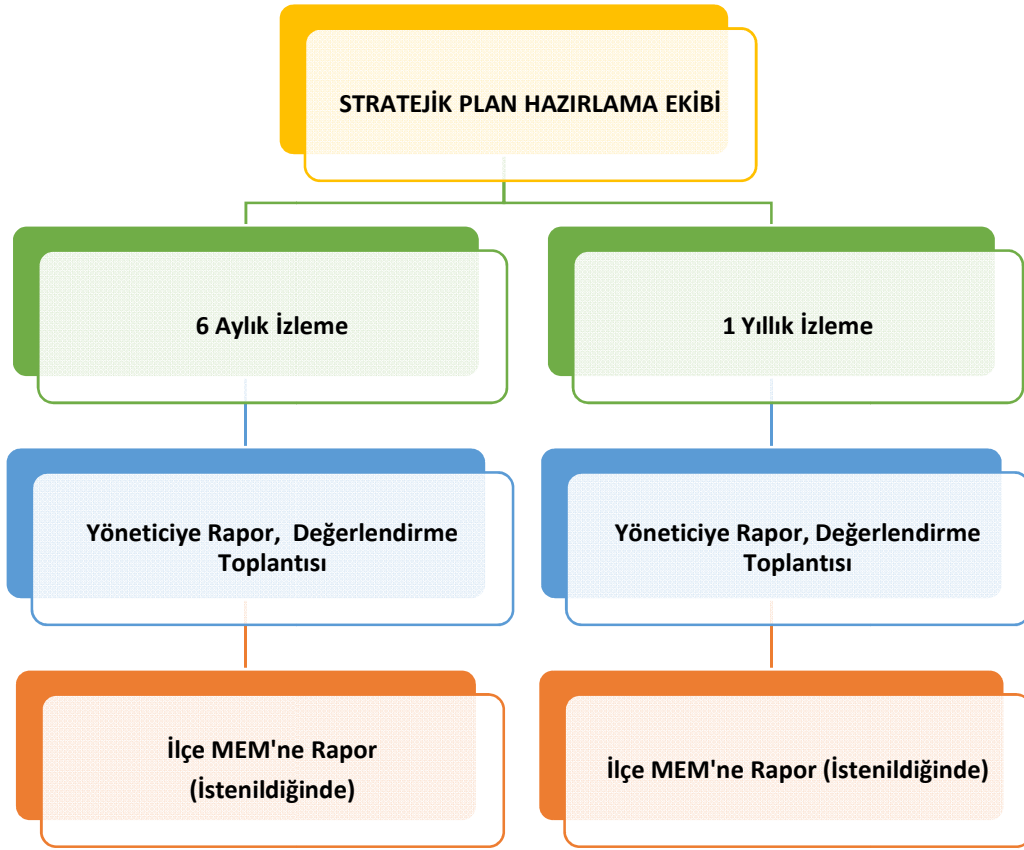 STRATEJİK PLAN HAZIRLAMA EKİBİ
6 Aylık İzleme
1 Yıllık İzleme
Yöneticiye Rapor,  Değerlendirme
Toplantısı
Yöneticiye Rapor, Değerlendirme
Toplantısı
İlçe MEM'ne Rapor
(İstenildiğinde)
İlçe MEM'ne Rapor (İstenildiğinde)